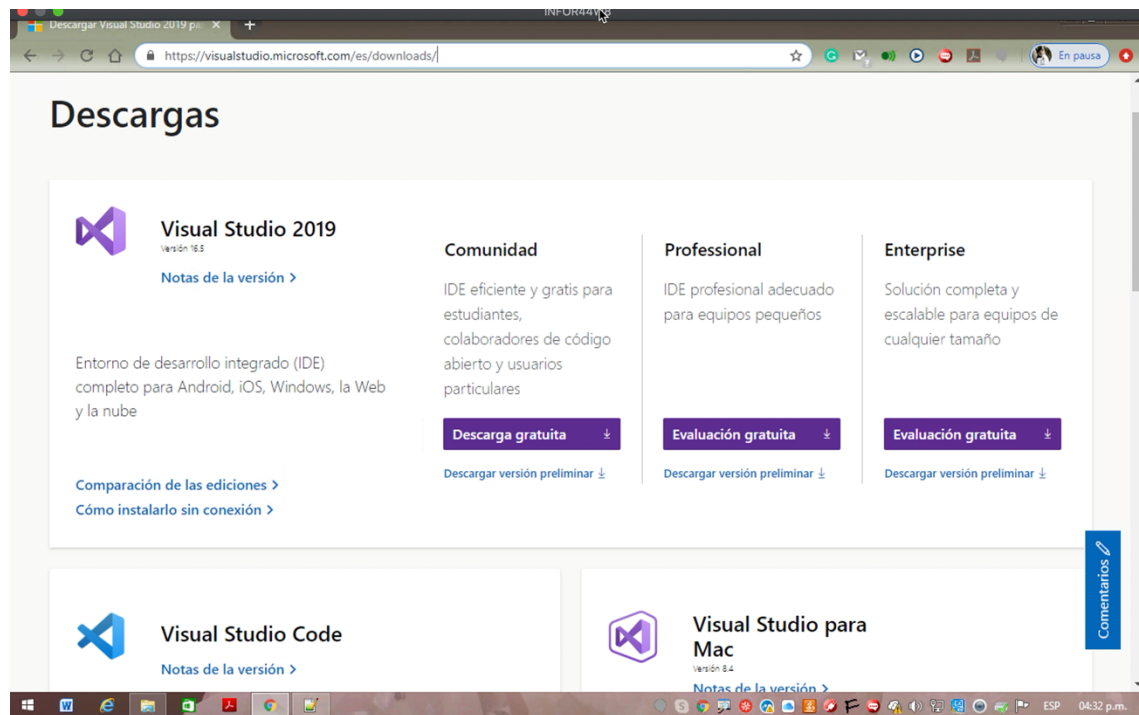 INFOR44W8
Descargar Visual Studio 2019 pa
https://visualstudio.microsoft.com/es/downloads/
En pausa
Descargas
Visual Studio 2019
Versión 16.5
Notas de la versión >
Entorno de desarrollo integrado (IDE)
completo para Android, iOS, Windows, la Web
y la nube
Comparación de las ediciones >
Cómo instalarlo sin conexión >
Comunidad
IDE eficiente y gratis para
estudiantes,
colaboradores de código
abierto y usuarios
particulares
Descarga gratuita
Descargar versión preliminar
Professional
IDE profesional adecuado
para equipos pequeños
Evaluación gratuita
Descargar versión preliminar
Enterprise
Solución completa y
escalable para equipos de
cualquier tamaño
Evaluación gratuita
Descargar versión preliminar
Comentarios
Visual Studio Code
Notas de la versión >
Visual Studio para
Mac
Versión 8.4
Notas de la versión >
ESP
04:32 p.m.